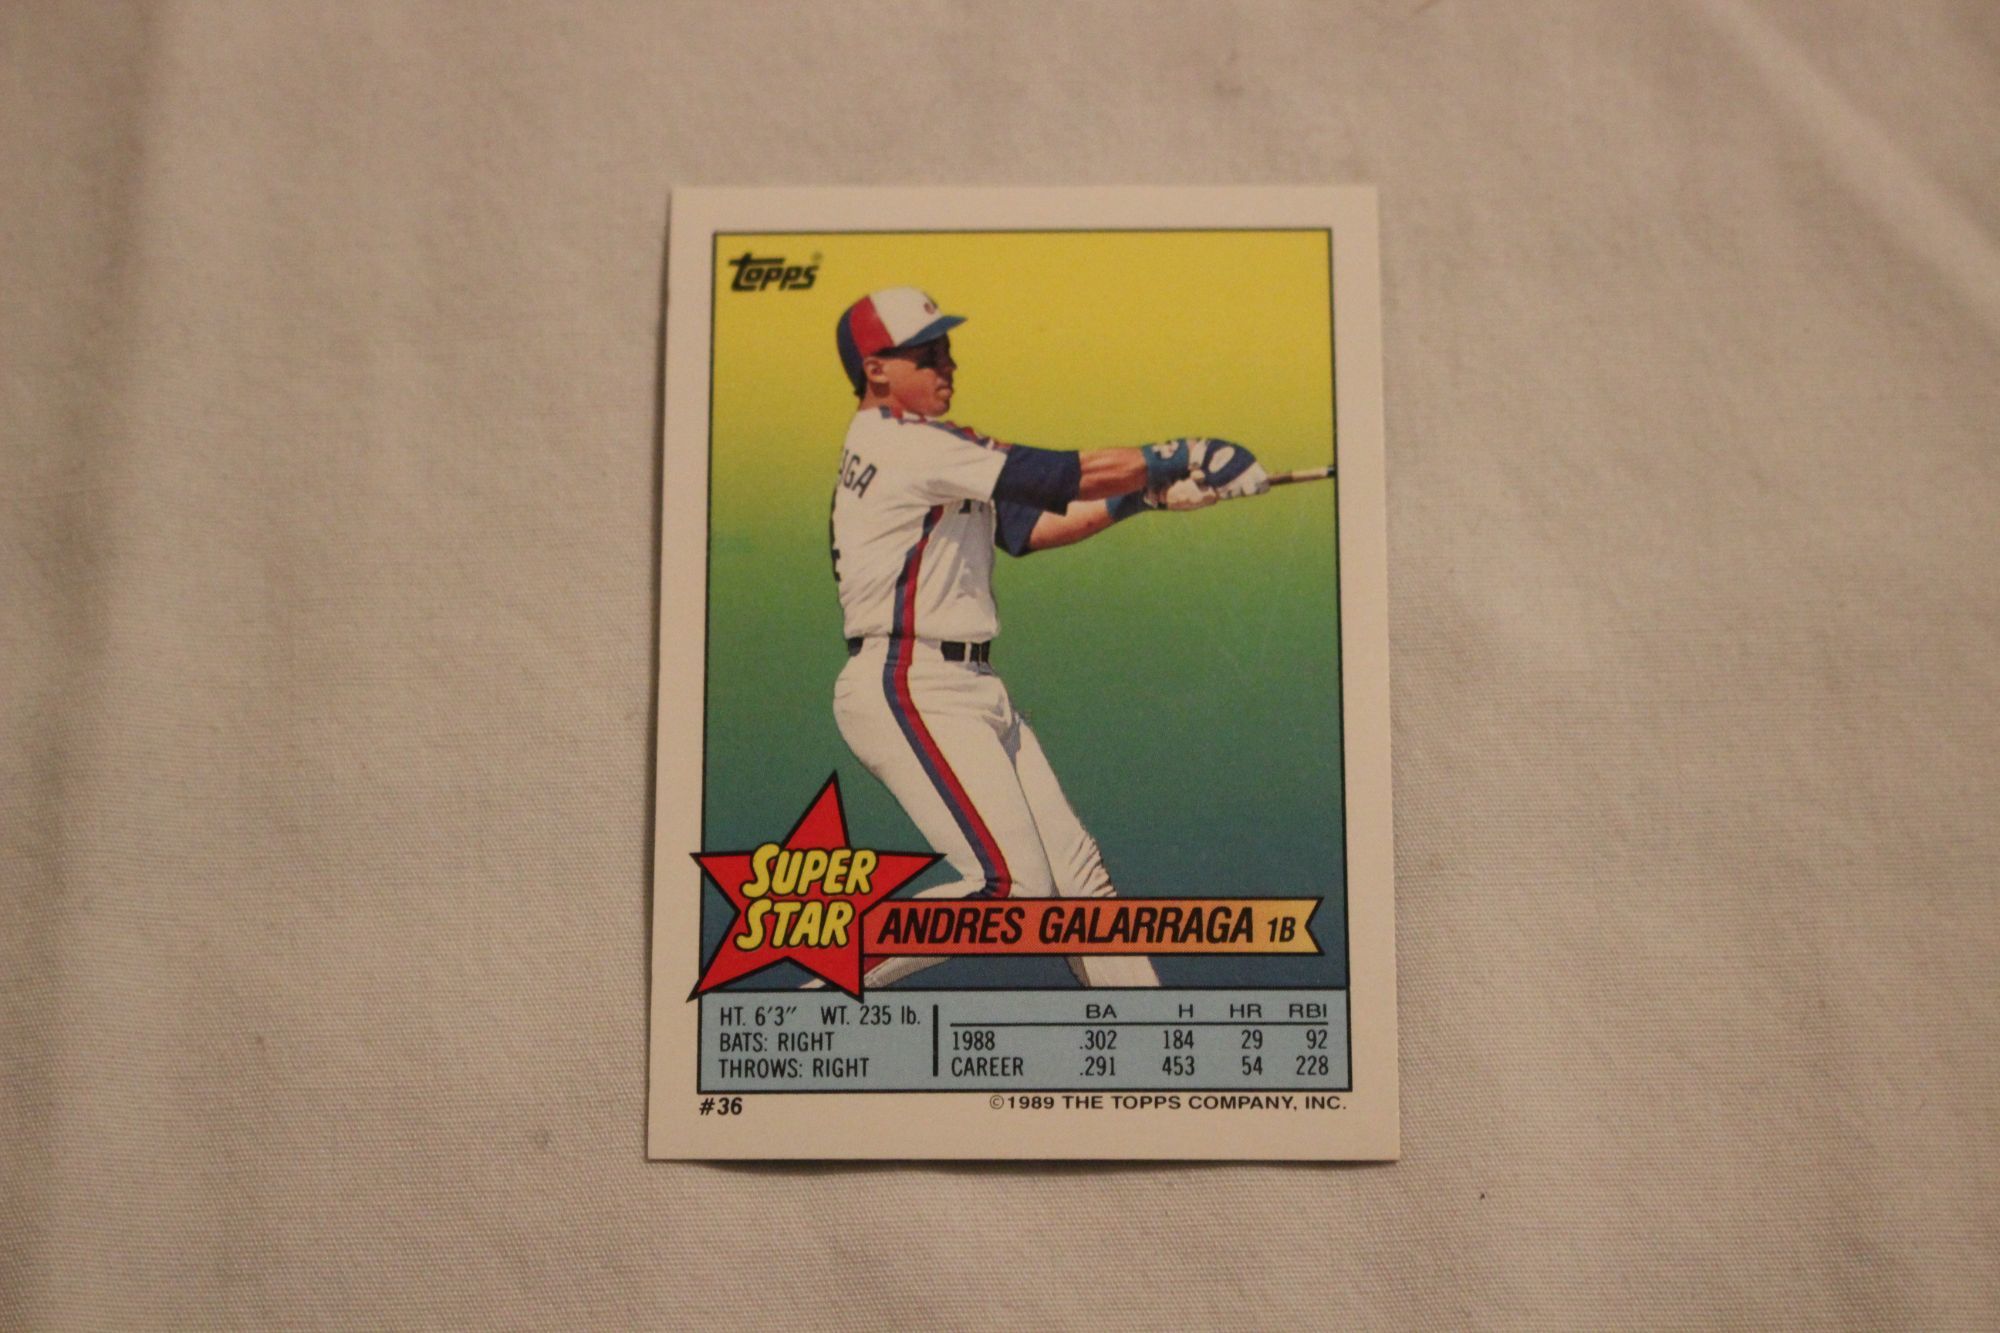 Topps®
AGA
SUPER
STAR
ANDRES GALARRAGA 1B
HT. 6'3" WT. 235 lb.
BATS: RIGHT
THROWS: RIGHT
BA H HR RBI
1988 .302 184 29 92
CAREER .291 453 54 228
#36 ©1989 THE TOPPS COMPANY, INC.